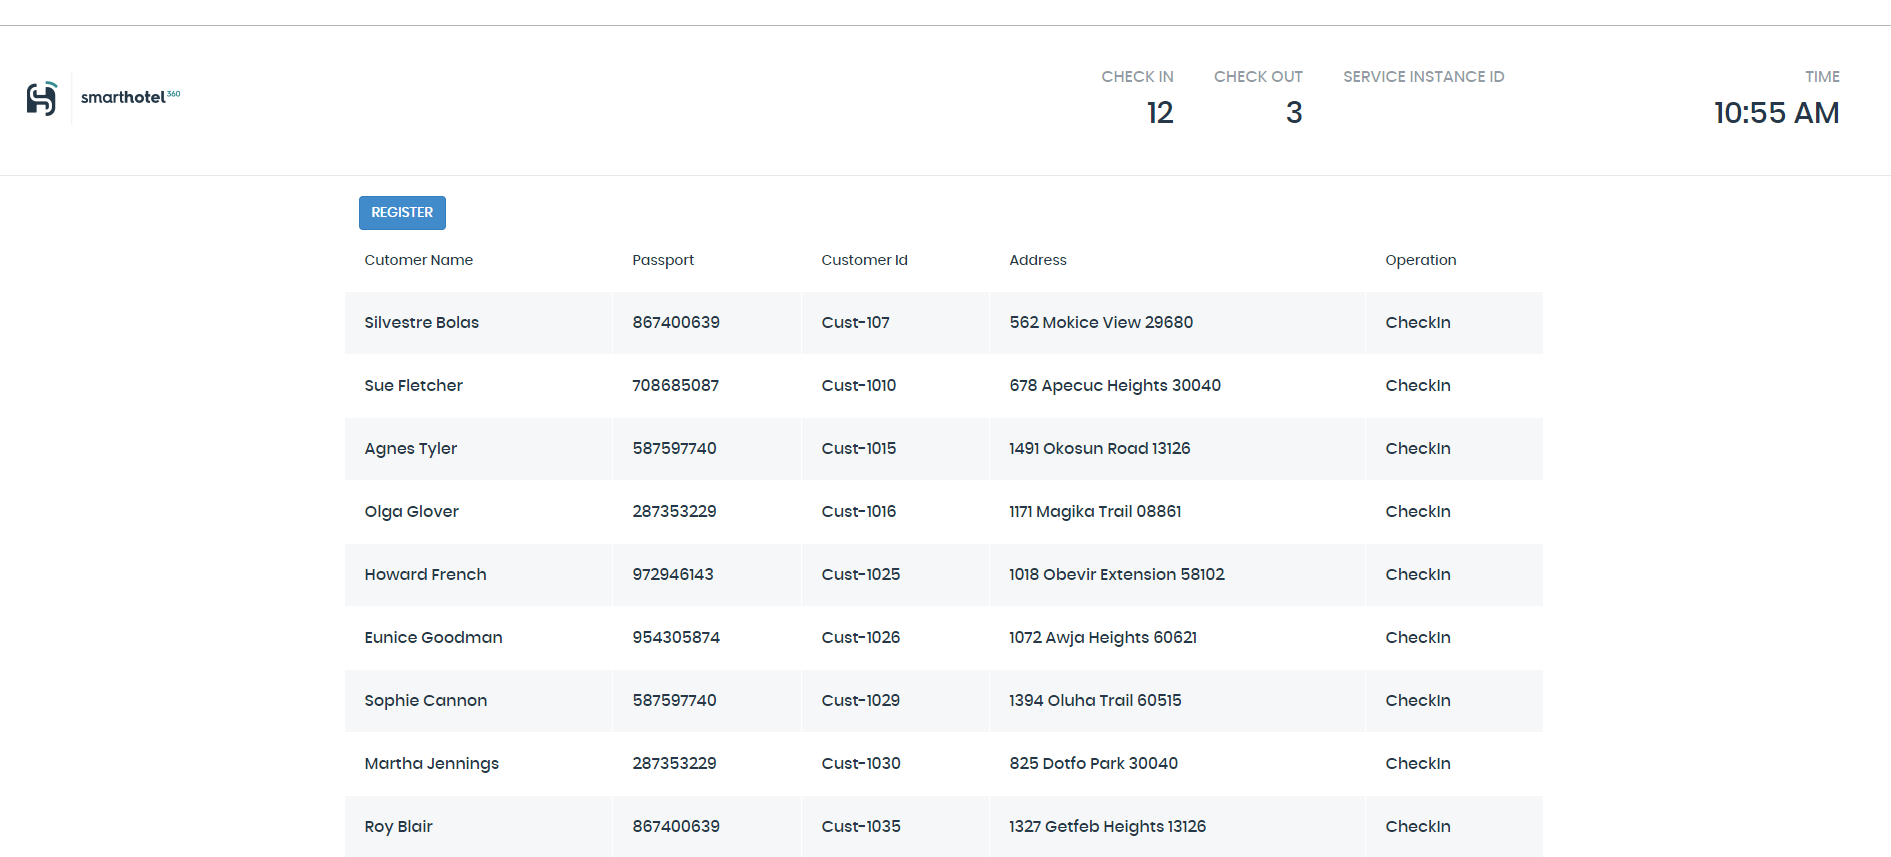 smarthotel360
CHECK IN CHECK OUT SERVICE INSTANCE ID TIME
12 3 10:55 AM
REGISTER
Cutomer Name Passport Customer Id Address Operation
Silvestre Bolas 867400639 Cust-107 562 Mokice View 29680 CheckIn
Sue Fletcher 708685087 Cust-1010 678 Apecuc Heights 30040 CheckIn
Agnes Tyler 587597740 Cust-1015 1491 Okosun Road 13126 CheckIn
Olga Glover 287353229 Cust-1016 1171 Magika Trail 08861 CheckIn
Howard French 972946143 Cust-1025 1018 Obevir Extension 58102 CheckIn
Eunice Goodman 954305874 Cust-1026 1072 Awja Heights 60621 CheckIn
Sophie Cannon 587597740 Cust-1029 1394 Oluha Trail 60515 CheckIn
Martha Jennings 287353229 Cust-1030 825 Dotfo Park 30040 CheckIn
Roy Blair 867400639 Cust-1035 1327 Getfeb Heights 13126 CheckIn